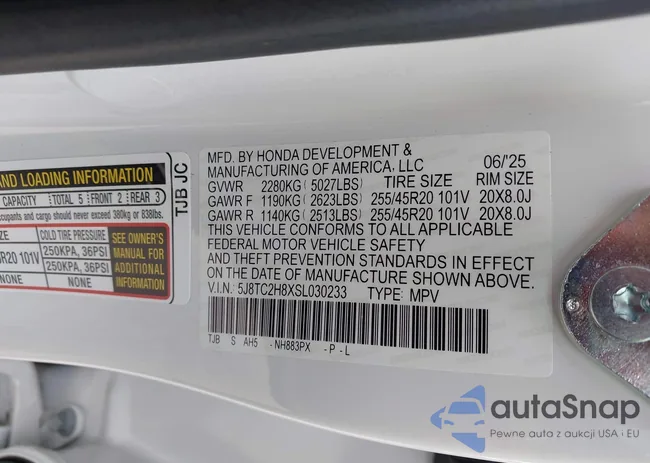 AND LOADING INFORMATION
CAPACITY TOTAL 5 FRONT 2 REAR 3
occupants and cargo should never exceed 380kg or 838lbs.
SIZE COLD TIRE PRESSURE SEE OWNER'S MANUAL FOR ADDITIONAL INFORMATION
R20 101V 250KPA, 36PSI
250KPA, 36PSI
NONE
TJB JC
MFD. BY HONDA DEVELOPMENT &
MANUFACTURING OF AMERICA, LLC 06/'25
GVWR 2280KG ( 5027LBS) TIRE SIZE RIM SIZE
GAWR F 1190KG ( 2623LBS) 255/45R20 101V 20X8.0J
GAWR R 1140KG ( 2513LBS) 255/45R20 101V 20X8.0J
THIS VEHICLE CONFORMS TO ALL APPLICABLE
FEDERAL MOTOR VEHICLE SAFETY
AND THEFT PREVENTION STANDARDS IN EFFECT
ON THE DATE OF MANUFACTURE SHOWN ABOVE.
V.I.N. 5J8TC2H8XSL030233 TYPE: MPV
TJB S AH5 - NH883PX - P - L
autaSnap
Pewne auta z aukcji USA i EU